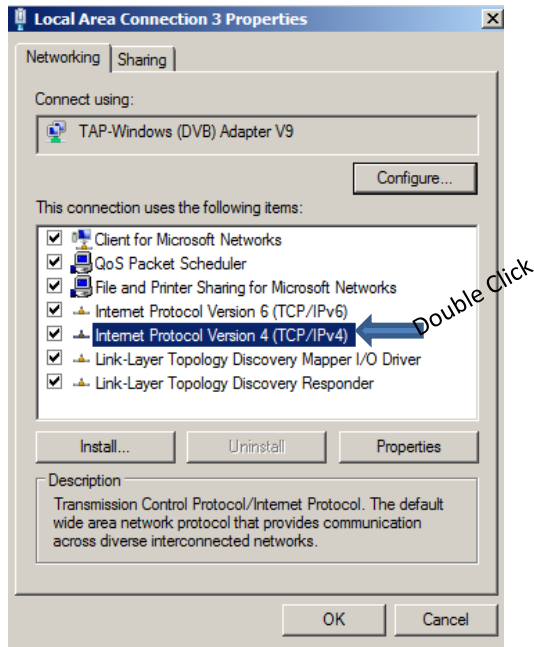 Local Area Connection 3 Properties
Networking
Sharing
Connect using:
TAP-Windows (DVB) Adapter V9
Configure...
This connection uses the following items:
Client for Microsoft Networks
QoS Packet Scheduler
File and Printer Sharing for Microsoft Networks
Internet Protocol Version 6 (TCP/IPv6)
Internet Protocol Version 4 (TCP/IPv4)
Double Click
Link-Layer Topology Discovery Mapper I/O Driver
Link-Layer Topology Discovery Responder
Install...
Uninstall
Properties
Description
Transmission Control Protocol/Internet Protocol. The default
wide area network protocol that provides communication
across diverse interconnected networks.
OK
Cancel